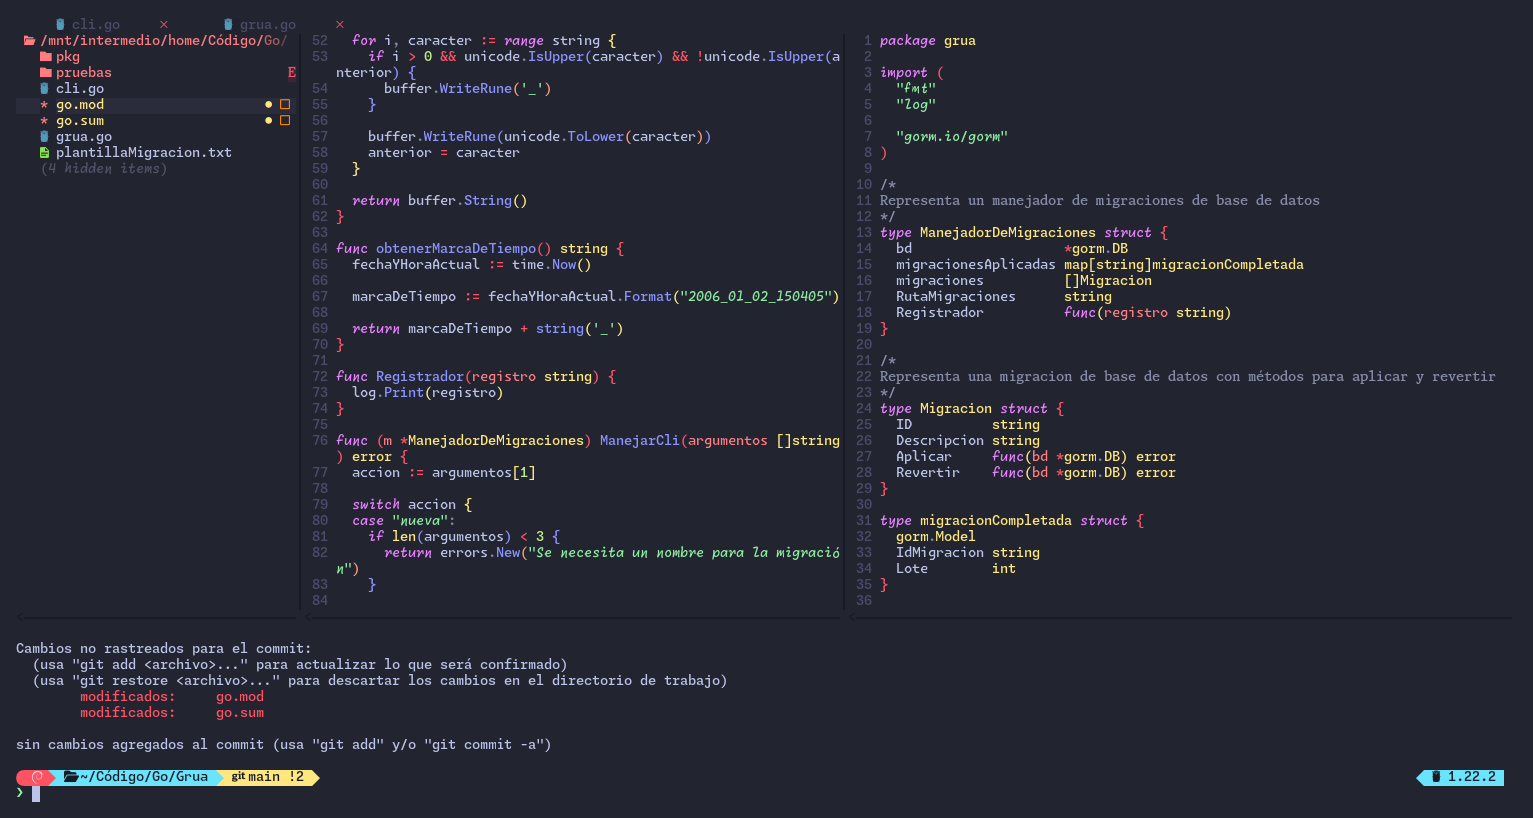 cli.go × grua.go ×
/mnt/intermedio/home/Código/Go/
pkg
pruebas E
cli.go
* go.mod
* go.sum
grua.go
plantillaMigracion.txt
(4 hidden items)
52 for i, caracter := range string {
53 if i > 0 && unicode.IsUpper(caracter) && !unicode.IsUpper(a
nterior) {
54 buffer.WriteRune('_')
55 }
56
57 buffer.WriteRune(unicode.ToLower(caracter))
58 anterior = caracter
59 }
60
61 return buffer.String()
62 }
63
64 func obtenerMarcaDeTiempo() string {
65 fechaYHoraActual := time.Now()
66
67 marcaDeTiempo := fechaYHoraActual.Format("2006_01_02_150405")
68
69 return marcaDeTiempo + string('_')
70 }
71
72 func Registrador(registro string) {
73 log.Print(registro)
74 }
75
76 func (m *ManejadorDeMigraciones) ManejarCli(argumentos []string
) error {
77 accion := argumentos[1]
78
79 switch accion {
80 case "nueva":
81 if len(argumentos) < 3 {
82 return errors.New("Se necesita un nombre para la migració
n")
83 }
84
1 package grua
2
3 import (
4 "fmt"
5 "log"
6
7 "gorm.io/gorm"
8 )
9
10 /*
11 Representa un manejador de migraciones de base de datos
12 */
13 type ManejadorDeMigraciones struct {
14 bd *gorm.DB
15 migracionesAplicadas map[string]migracionCompletada
16 migraciones []Migracion
17 RutaMigraciones string
18 Registrador func(registro string)
19 }
20
21 /*
22 Representa una migracion de base de datos con métodos para aplicar y revertir
23 */
24 type Migracion struct {
25 ID string
26 Descripcion string
27 Aplicar func(bd *gorm.DB) error
28 Revertir func(bd *gorm.DB) error
29 }
30
31 type migracionCompletada struct {
32 gorm.Model
33 IdMigracion string
34 Lote int
35 }
36
Cambios no rastreados para el commit:
(usa "git add <archivo>..." para actualizar lo que será confirmado)
(usa "git restore <archivo>..." para descartar los cambios en el directorio de trabajo)
modificados: go.mod
modificados: go.sum
sin cambios agregados al commit (usa "git add" y/o "git commit -a")
~/Código/Go/Grua git main !2 1.22.2
❯